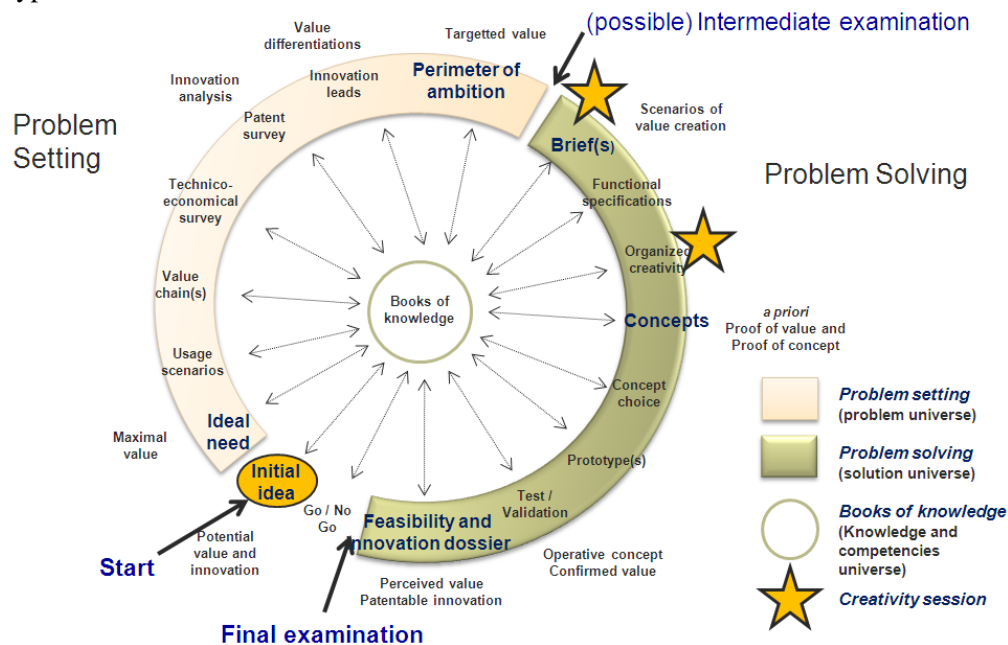 (possible) Intermediate examination
Value
differentiations
Targetted value
Innovation
analysis
Innovation
leads
Perimeter of
ambition
Problem
Setting
Patent
survey
Scenarios of
value creation
Brief(s)
Problem Solving
Technico-
economical
survey
Functional
specifications
Organized
creativity
Value
chain(s)
Books of
knowledge
Concepts
a priori
Proof of value and
Proof of concept
Usage
scenarios
Concept
choice
Ideal
need
Maximal
value
Initial
idea
Prototype(s)
Test /
Validation
Go / No
Go
Feasibility and
innovation dossier
Start
Potential
value and
innovation
Operative concept
Confirmed value
Perceived value
Patentable innovation
Final examination
Problem setting
(problem universe)
Problem solving
(solution universe)
Books of knowledge
(Knowledge and
competencies
universe)
Creativity session